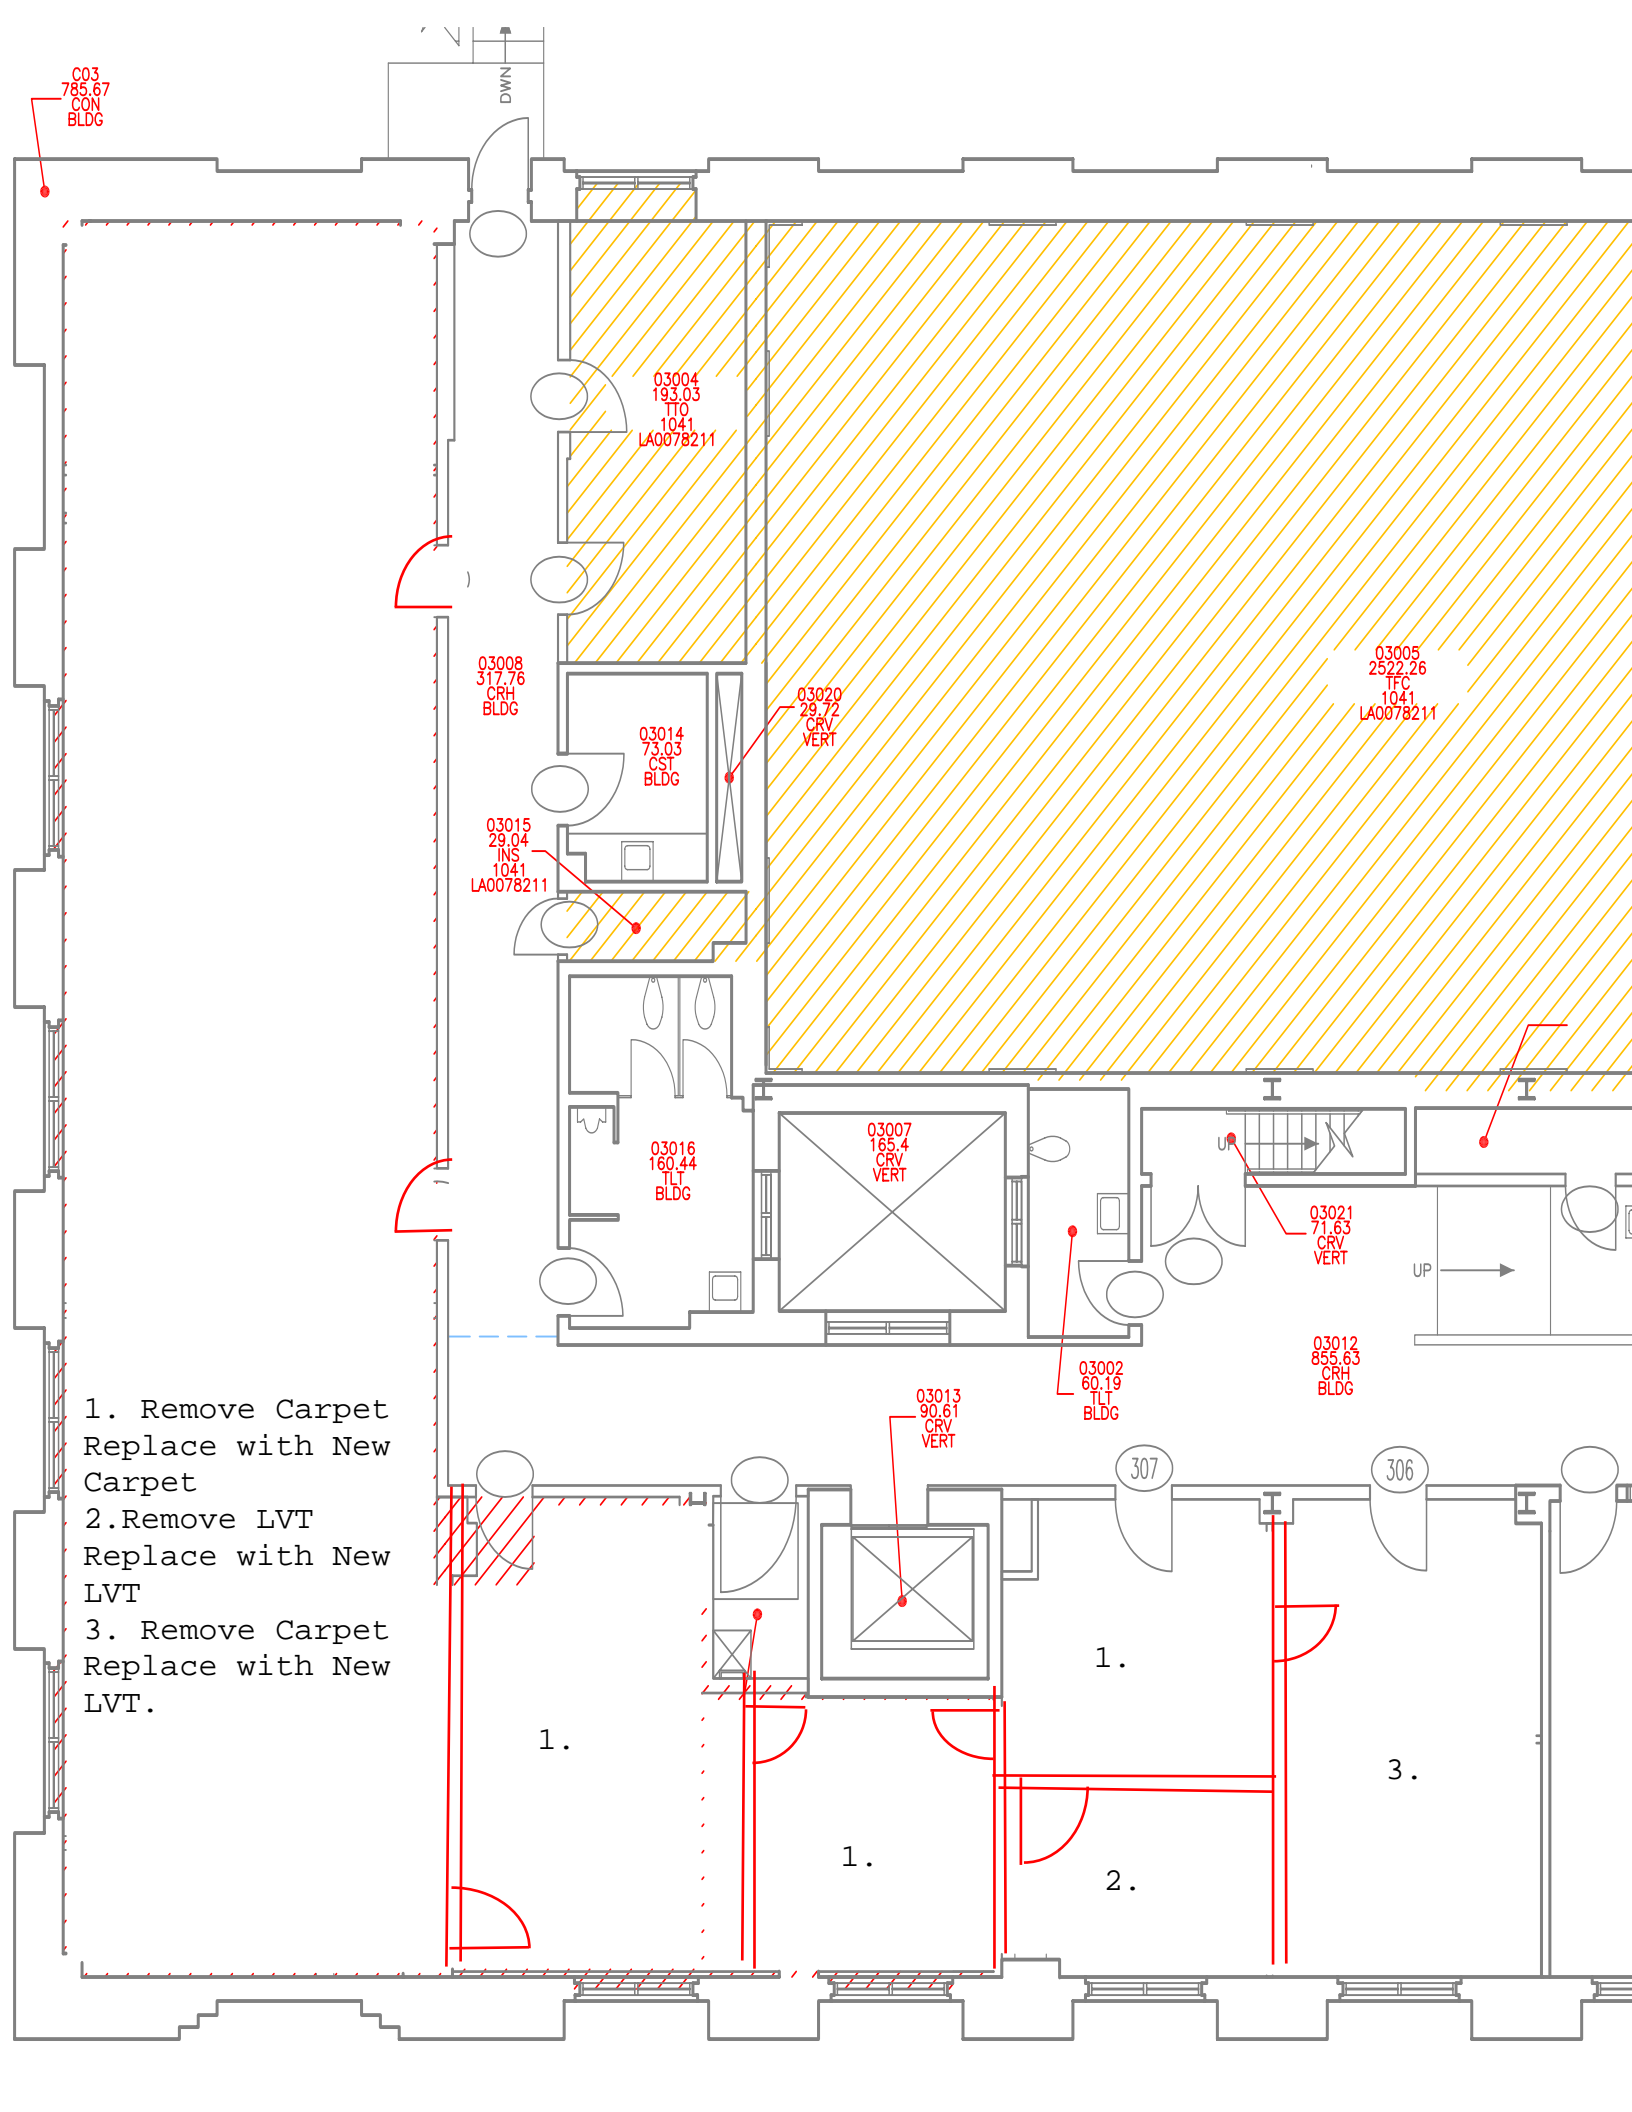 DWN
C03
785.67
CON
BLDG
03004
193.03
TTO
1041
LA0078211
03005
2522.26
TFC
1041
LA0078211
03008
317.76
CRH
BLDG
03020
29.72
CRV
VERT
03014
73.03
CST
BLDG
03015
29.04
INS
1041
LA0078211
03016
160.44
TLT
BLDG
03007
165.4
CRV
VERT
UP
03021
71.63
CRV
VERT
UP
03012
855.63
CRH
BLDG
03002
60.19
TLT
BLDG
03013
90.61
CRV
VERT
307
306
1. Remove Carpet
Replace with New
Carpet
2.Remove LVT
Replace with New
LVT
3. Remove Carpet
Replace with New
LVT.
1.
1.
1.
2.
3.